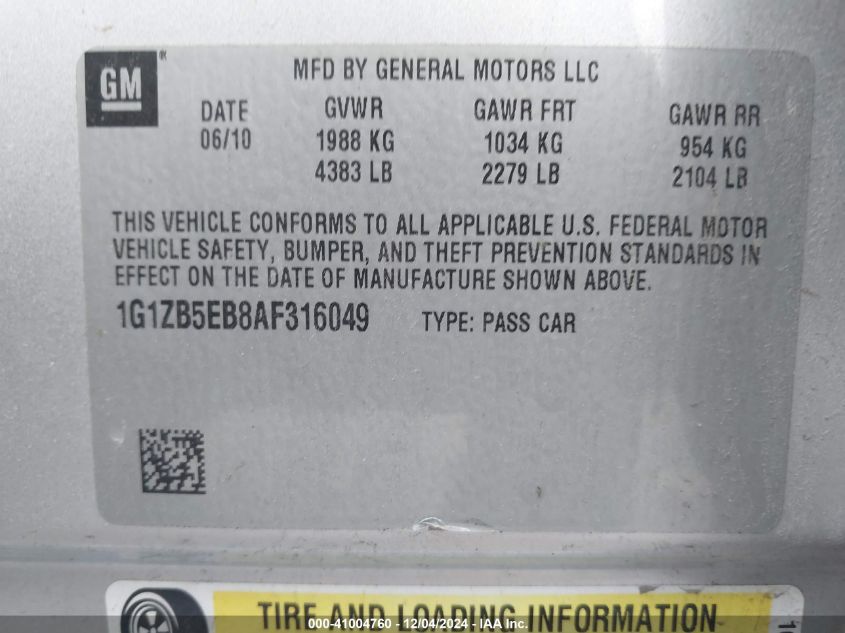 GM
MFD BY GENERAL MOTORS LLC
DATE GVWR GAWR FRT GAWR RR
06/10 1988 KG 1034 KG 954 KG
4383 LB 2279 LB 2104 LB
THIS VEHICLE CONFORMS TO ALL APPLICABLE U.S. FEDERAL MOTOR
VEHICLE SAFETY, BUMPER, AND THEFT PREVENTION STANDARDS IN
EFFECT ON THE DATE OF MANUFACTURE SHOWN ABOVE.
1G1ZB5EB8AF316049 TYPE: PASS CAR
TIRE AND LOADING INFORMATION
000-41004760 - 12/04/2024 - IAA Inc.